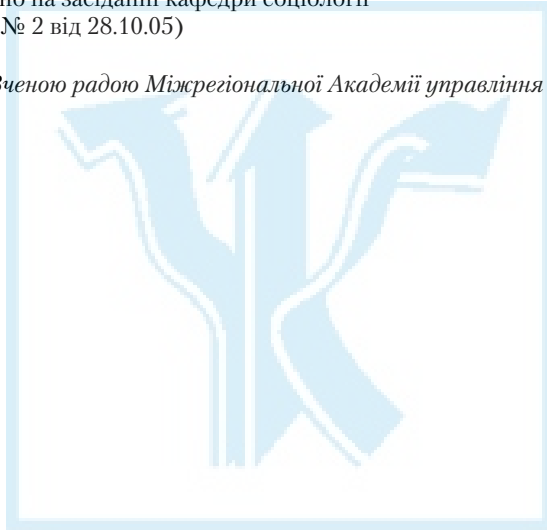 но на засіданні кафедри соціології
№ 2 від 28.10.05)
Вченою радою Міжрегіональної Академії управління